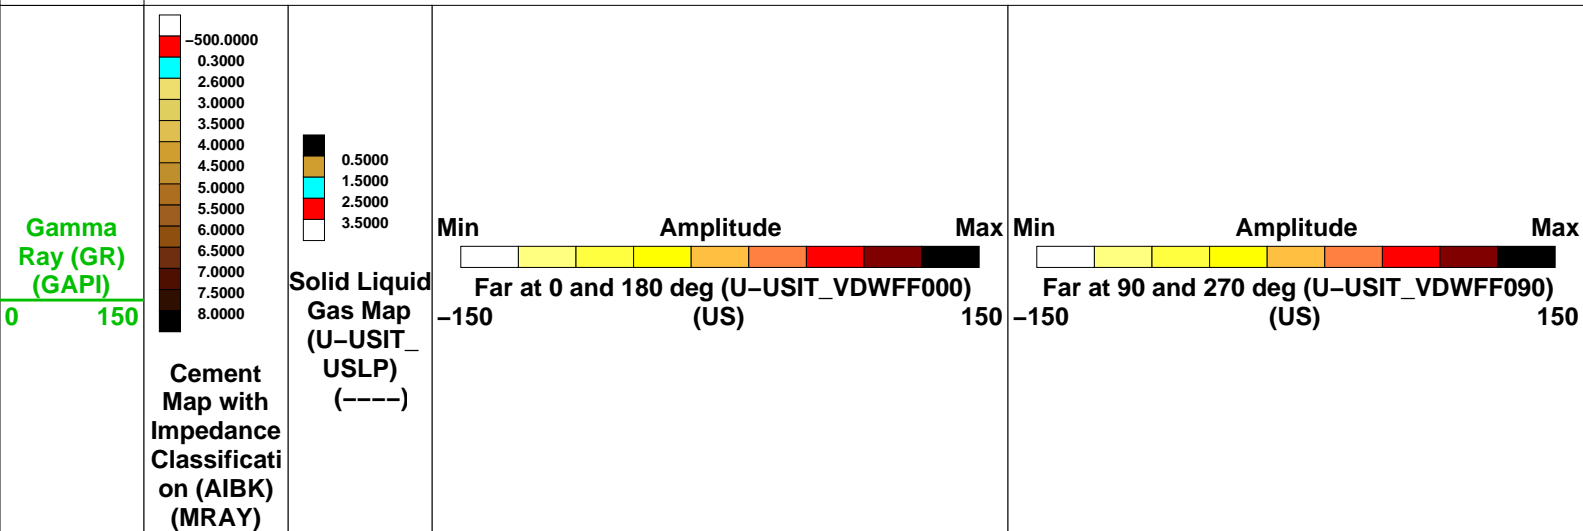 Gamma
Ray (GR)
(GAPI)
0 150
−500.0000
0.3000
2.6000
3.0000
3.5000
4.0000
4.5000
5.0000
5.5000
6.0000
6.5000
7.0000
7.5000
8.0000
Cement
Map with
Impedance
Classificati
on (AIBK)
(MRAY)
0.5000
1.5000
2.5000
3.5000
Solid Liquid
Gas Map
(U−USIT_
USLP)
(−−−−)
Min Amplitude Max
Far at 0 and 180 deg (U−USIT_VDWFF000)
−150 (US) 150
Min Amplitude Max
Far at 90 and 270 deg (U−USIT_VDWFF090)
−150 (US) 150